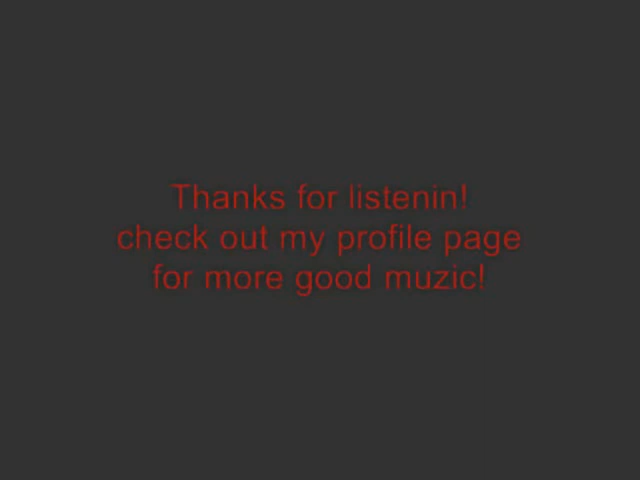 Thanks for listenin!
check out my profile page
for more good muzic!